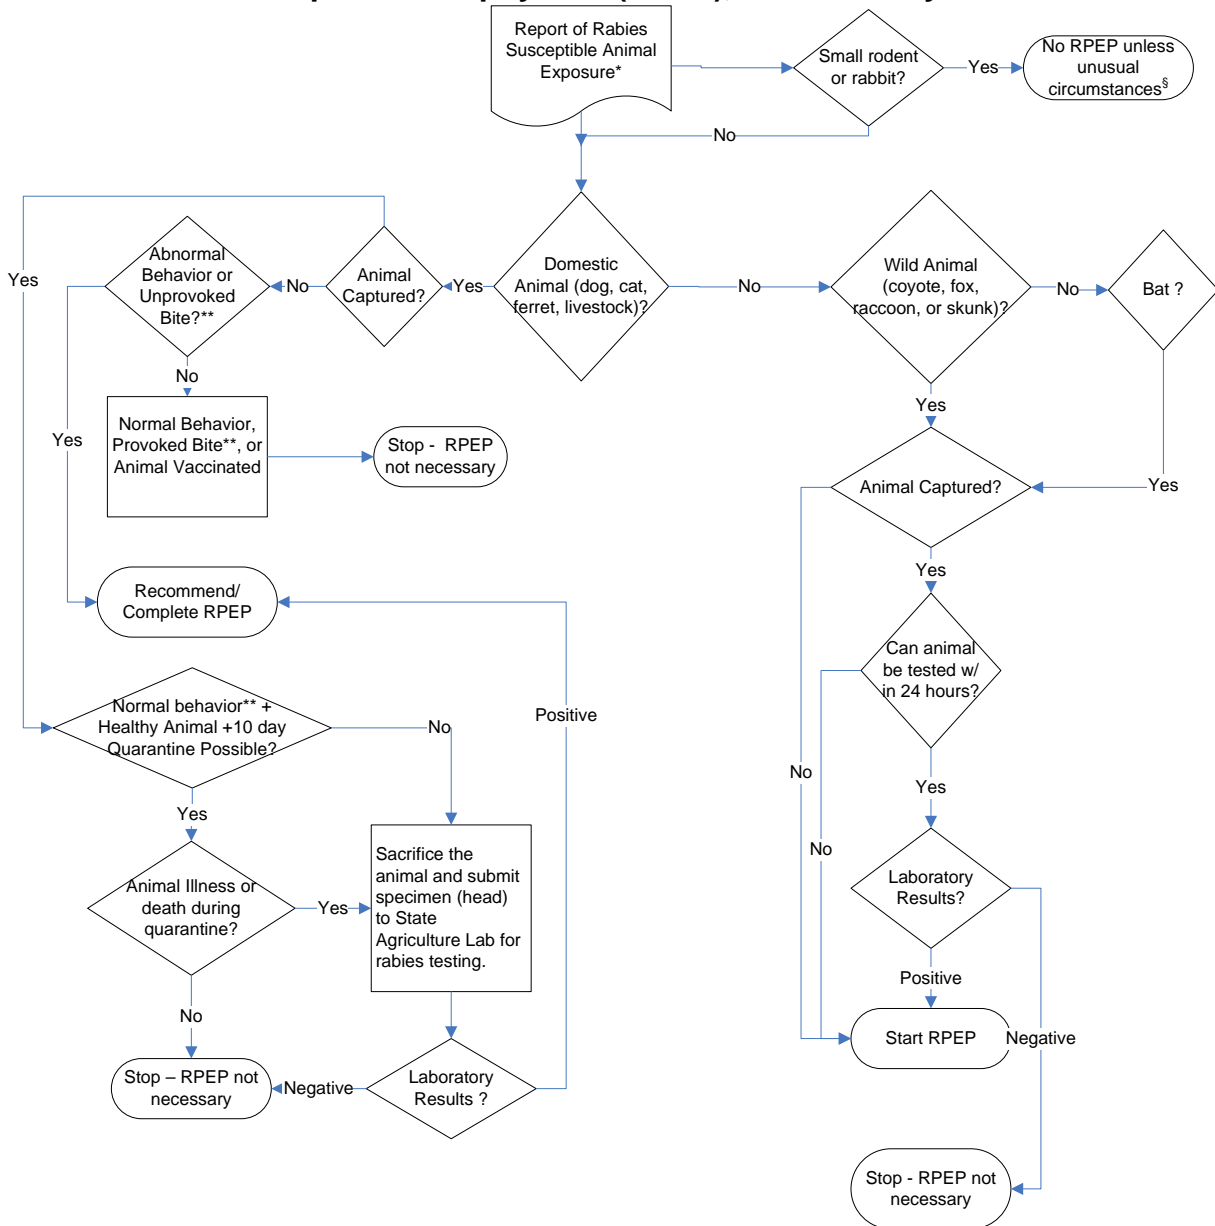 Report of Rabies
Susceptible Animal
Exposure*
Small rodent
or rabbit?
Yes
No RPEP unless
unusual
circumstances§
No
Domestic
Animal (dog, cat,
ferret, livestock)?
Yes
Animal
Captured?
No
Abnormal
Behavior or
Unprovoked
Bite?**
Yes
No
Wild Animal
(coyote, fox,
raccoon, or skunk)?
No
Bat ?
No
Normal Behavior,
Provoked Bite**, or
Animal Vaccinated
Stop - RPEP
not necessary
Yes
Yes
Animal Captured?
Yes
Recommend/
Complete RPEP
Yes
Can animal
be tested w/
in 24 hours?
Normal behavior** +
Healthy Animal +10 day
Quarantine Possible?
No
Positive
No
Yes
Yes
No
Animal Illness or
death during
quarantine?
Yes
Sacrifice the
animal and submit
specimen (head)
to State
Agriculture Lab for
rabies testing.
Laboratory
Results?
Positive
No
Start RPEP
Negative
Stop – RPEP not
necessary
Negative
Laboratory
Results ?
Stop - RPEP not
necessary